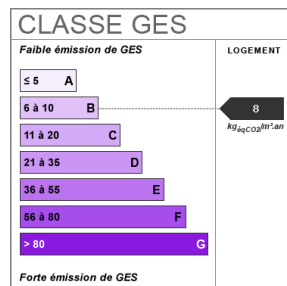 CLASSE GES
Faible émission de GES
LOGEMENT
≤ 5 A
6 à 10 B
8
kgéqCO2/m².an
11 à 20 C
21 à 35 D
36 à 55 E
56 à 80 F
> 80 G
Forte émission de GES